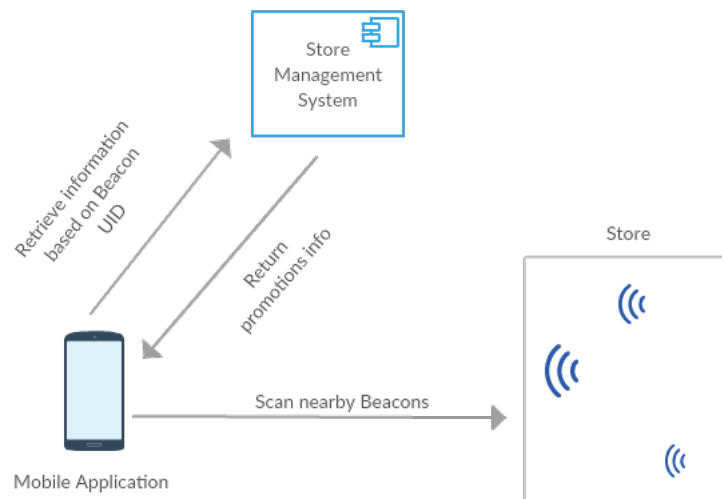 Store
Management
System
Retrieve information
based on Beacon
UID
Return
promotions info
Store
Scan nearby Beacons
Mobile Application